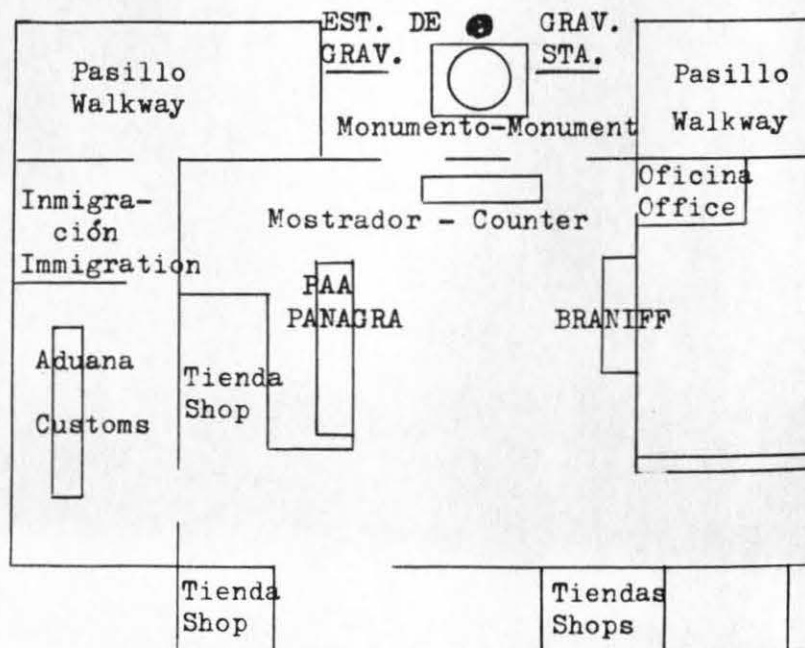 EST. DE GRAV.
GRAV. STA.
Pasillo
Walkway
Pasillo
Walkway
Monumento-Monument
Inmigra-
ción
Immigration
Oficina
Office
Mostrador - Counter
PAA
PANAGRA
BRANIFF
Aduana
Customs
Tienda
Shop
Tienda
Shop
Tiendas
Shops